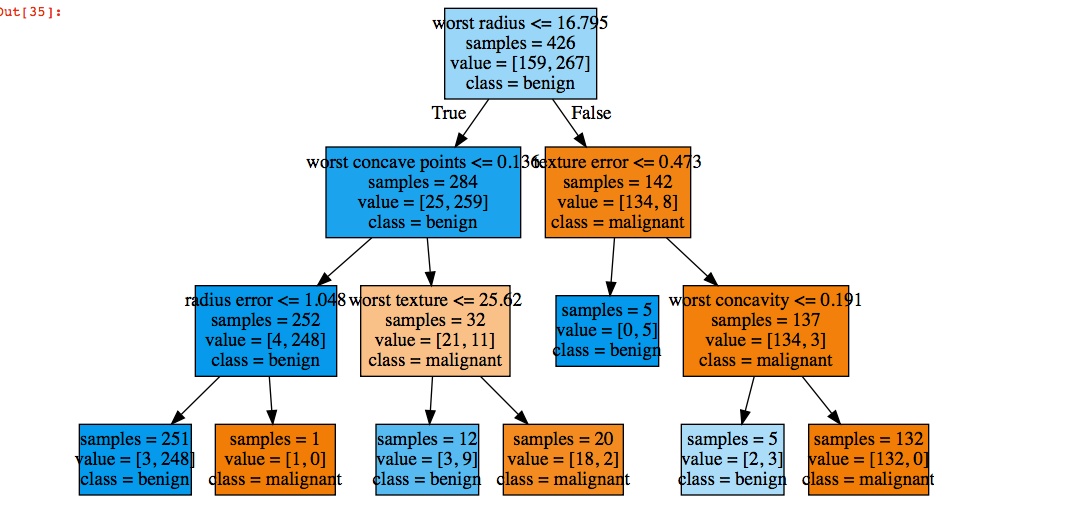 Out[35]:
worst radius <= 16.795
samples = 426
value = [159, 267]
class = benign
True
False
worst concave points <= 0.136
samples = 284
value = [25, 259]
class = benign
texture error <= 0.473
samples = 142
value = [134, 8]
class = malignant
radius error <= 1.048
samples = 252
value = [4, 248]
class = benign
worst texture <= 25.62
samples = 32
value = [21, 11]
class = malignant
samples = 5
value = [0, 5]
class = benign
worst concavity <= 0.191
samples = 137
value = [134, 3]
class = malignant
samples = 251
value = [3, 248]
class = benign
samples = 1
value = [1, 0]
class = malignant
samples = 12
value = [3, 9]
class = benign
samples = 20
value = [18, 2]
class = malignant
samples = 5
value = [2, 3]
class = benign
samples = 132
value = [132, 0]
class = malignant